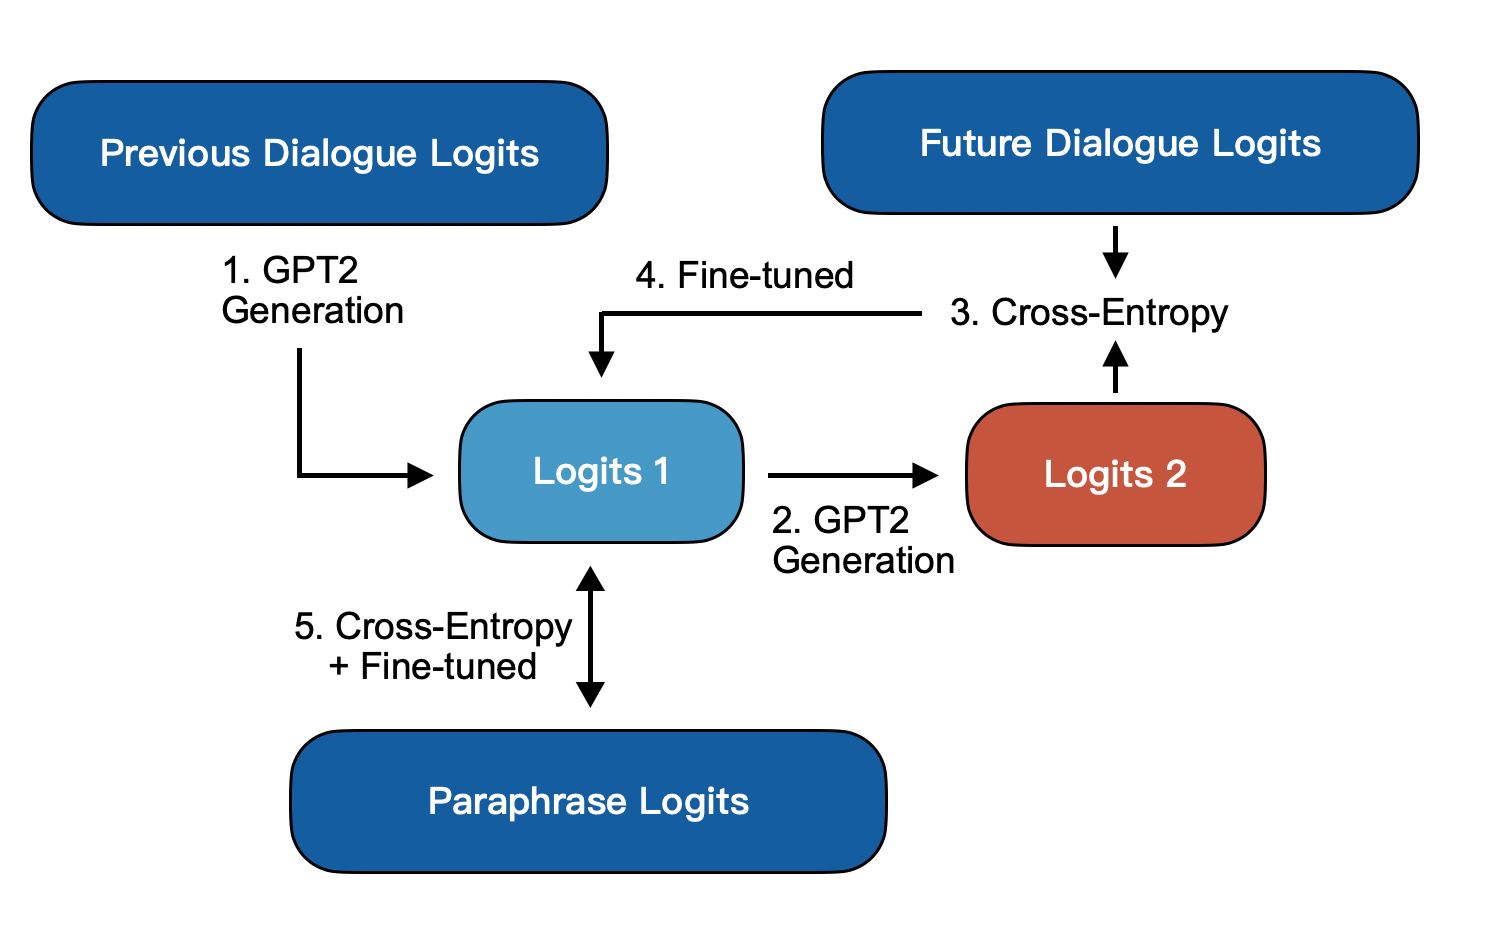 Previous Dialogue Logits
Future Dialogue Logits
1. GPT2
Generation
4. Fine-tuned
3. Cross-Entropy
Logits 1
Logits 2
2. GPT2
Generation
5. Cross-Entropy
+ Fine-tuned
Paraphrase Logits